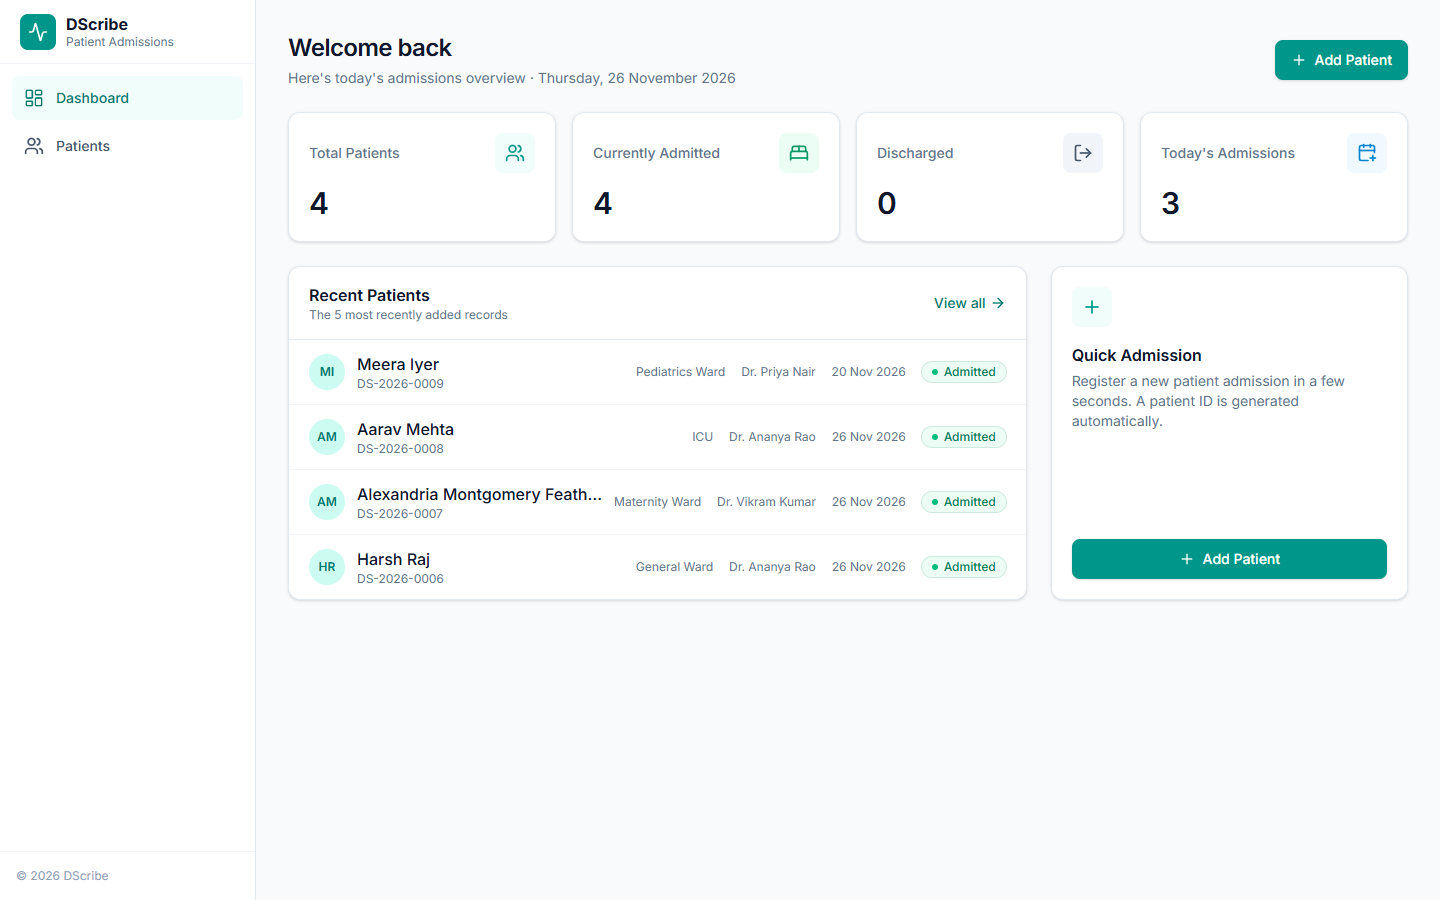 DScribe
Patient Admissions
Dashboard
Patients
© 2026 DScribe
Welcome back
Here's today's admissions overview · Thursday, 26 November 2026
Add Patient
Total Patients
4
Currently Admitted
4
Discharged
0
Today's Admissions
3
Recent Patients
The 5 most recently added records
View all
MI
Meera Iyer
DS-2026-0009
Pediatrics Ward Dr. Priya Nair 20 Nov 2026 Admitted
AM
Aarav Mehta
DS-2026-0008
ICU Dr. Ananya Rao 26 Nov 2026 Admitted
AM
Alexandria Montgomery Feath...
DS-2026-0007
Maternity Ward Dr. Vikram Kumar 26 Nov 2026 Admitted
HR
Harsh Raj
DS-2026-0006
General Ward Dr. Ananya Rao 26 Nov 2026 Admitted
Quick Admission
Register a new patient admission in a few
seconds. A patient ID is generated
automatically.
Add Patient